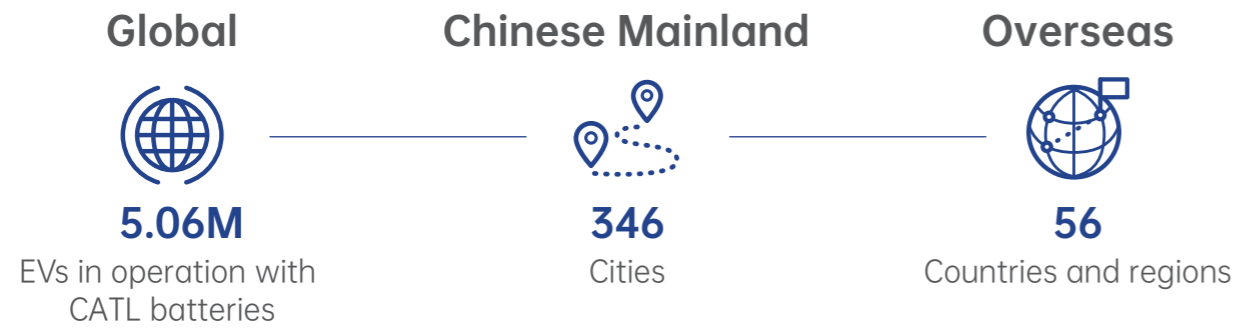 Global
5.06M
EVs in operation with
CATL batteries
Chinese Mainland
346
Cities
Overseas
56
Countries and regions